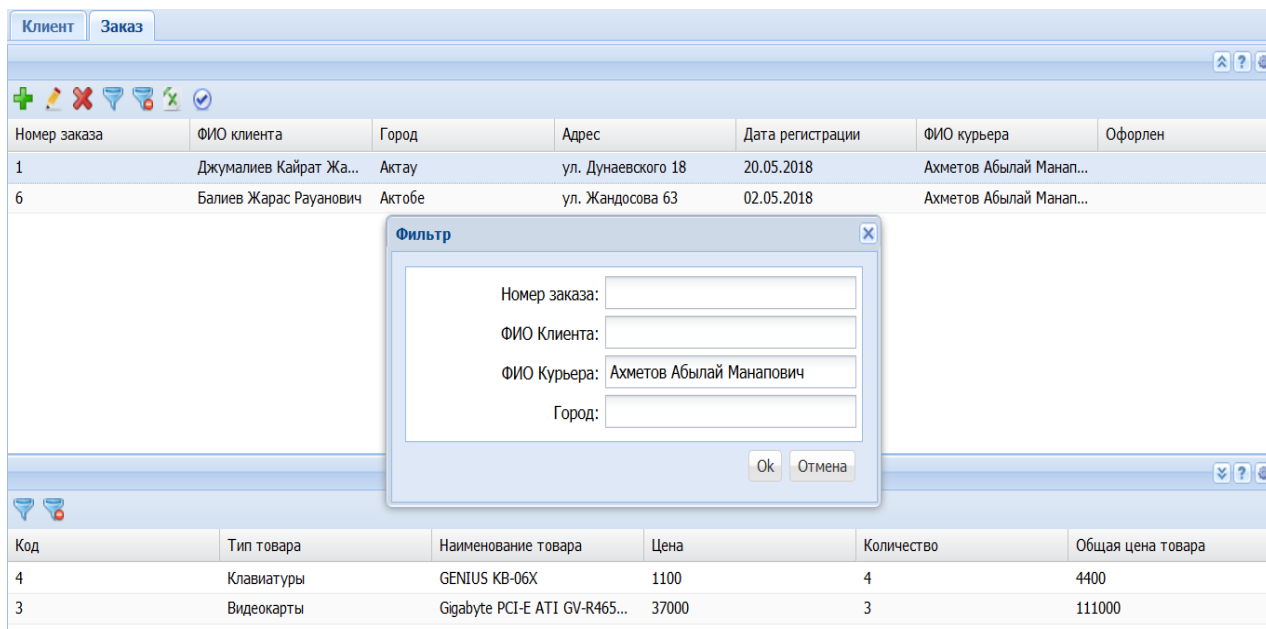 Клиент Заказ
Номер заказа ФИО клиента Город Адрес Дата регистрации ФИО курьера Офорлен
1 Джумалиев Кайрат Жа... Актау ул. Дунаевского 18 20.05.2018 Ахметов Абылай Манап...
6 Балиев Жарас Рауанович Актобе ул. Жандосова 63 02.05.2018 Ахметов Абылай Манап...
Фильтр
Номер заказа:
ФИО Клиента:
ФИО Курьера: Ахметов Абылай Манапович
Город:
Ok Отмена
Код Тип товара Наименование товара Цена Количество Общая цена товара
4 Клавиатуры GENIUS KB-06X 1100 4 4400
3 Видеокарты Gigabyte PCI-E ATI GV-R465... 37000 3 111000